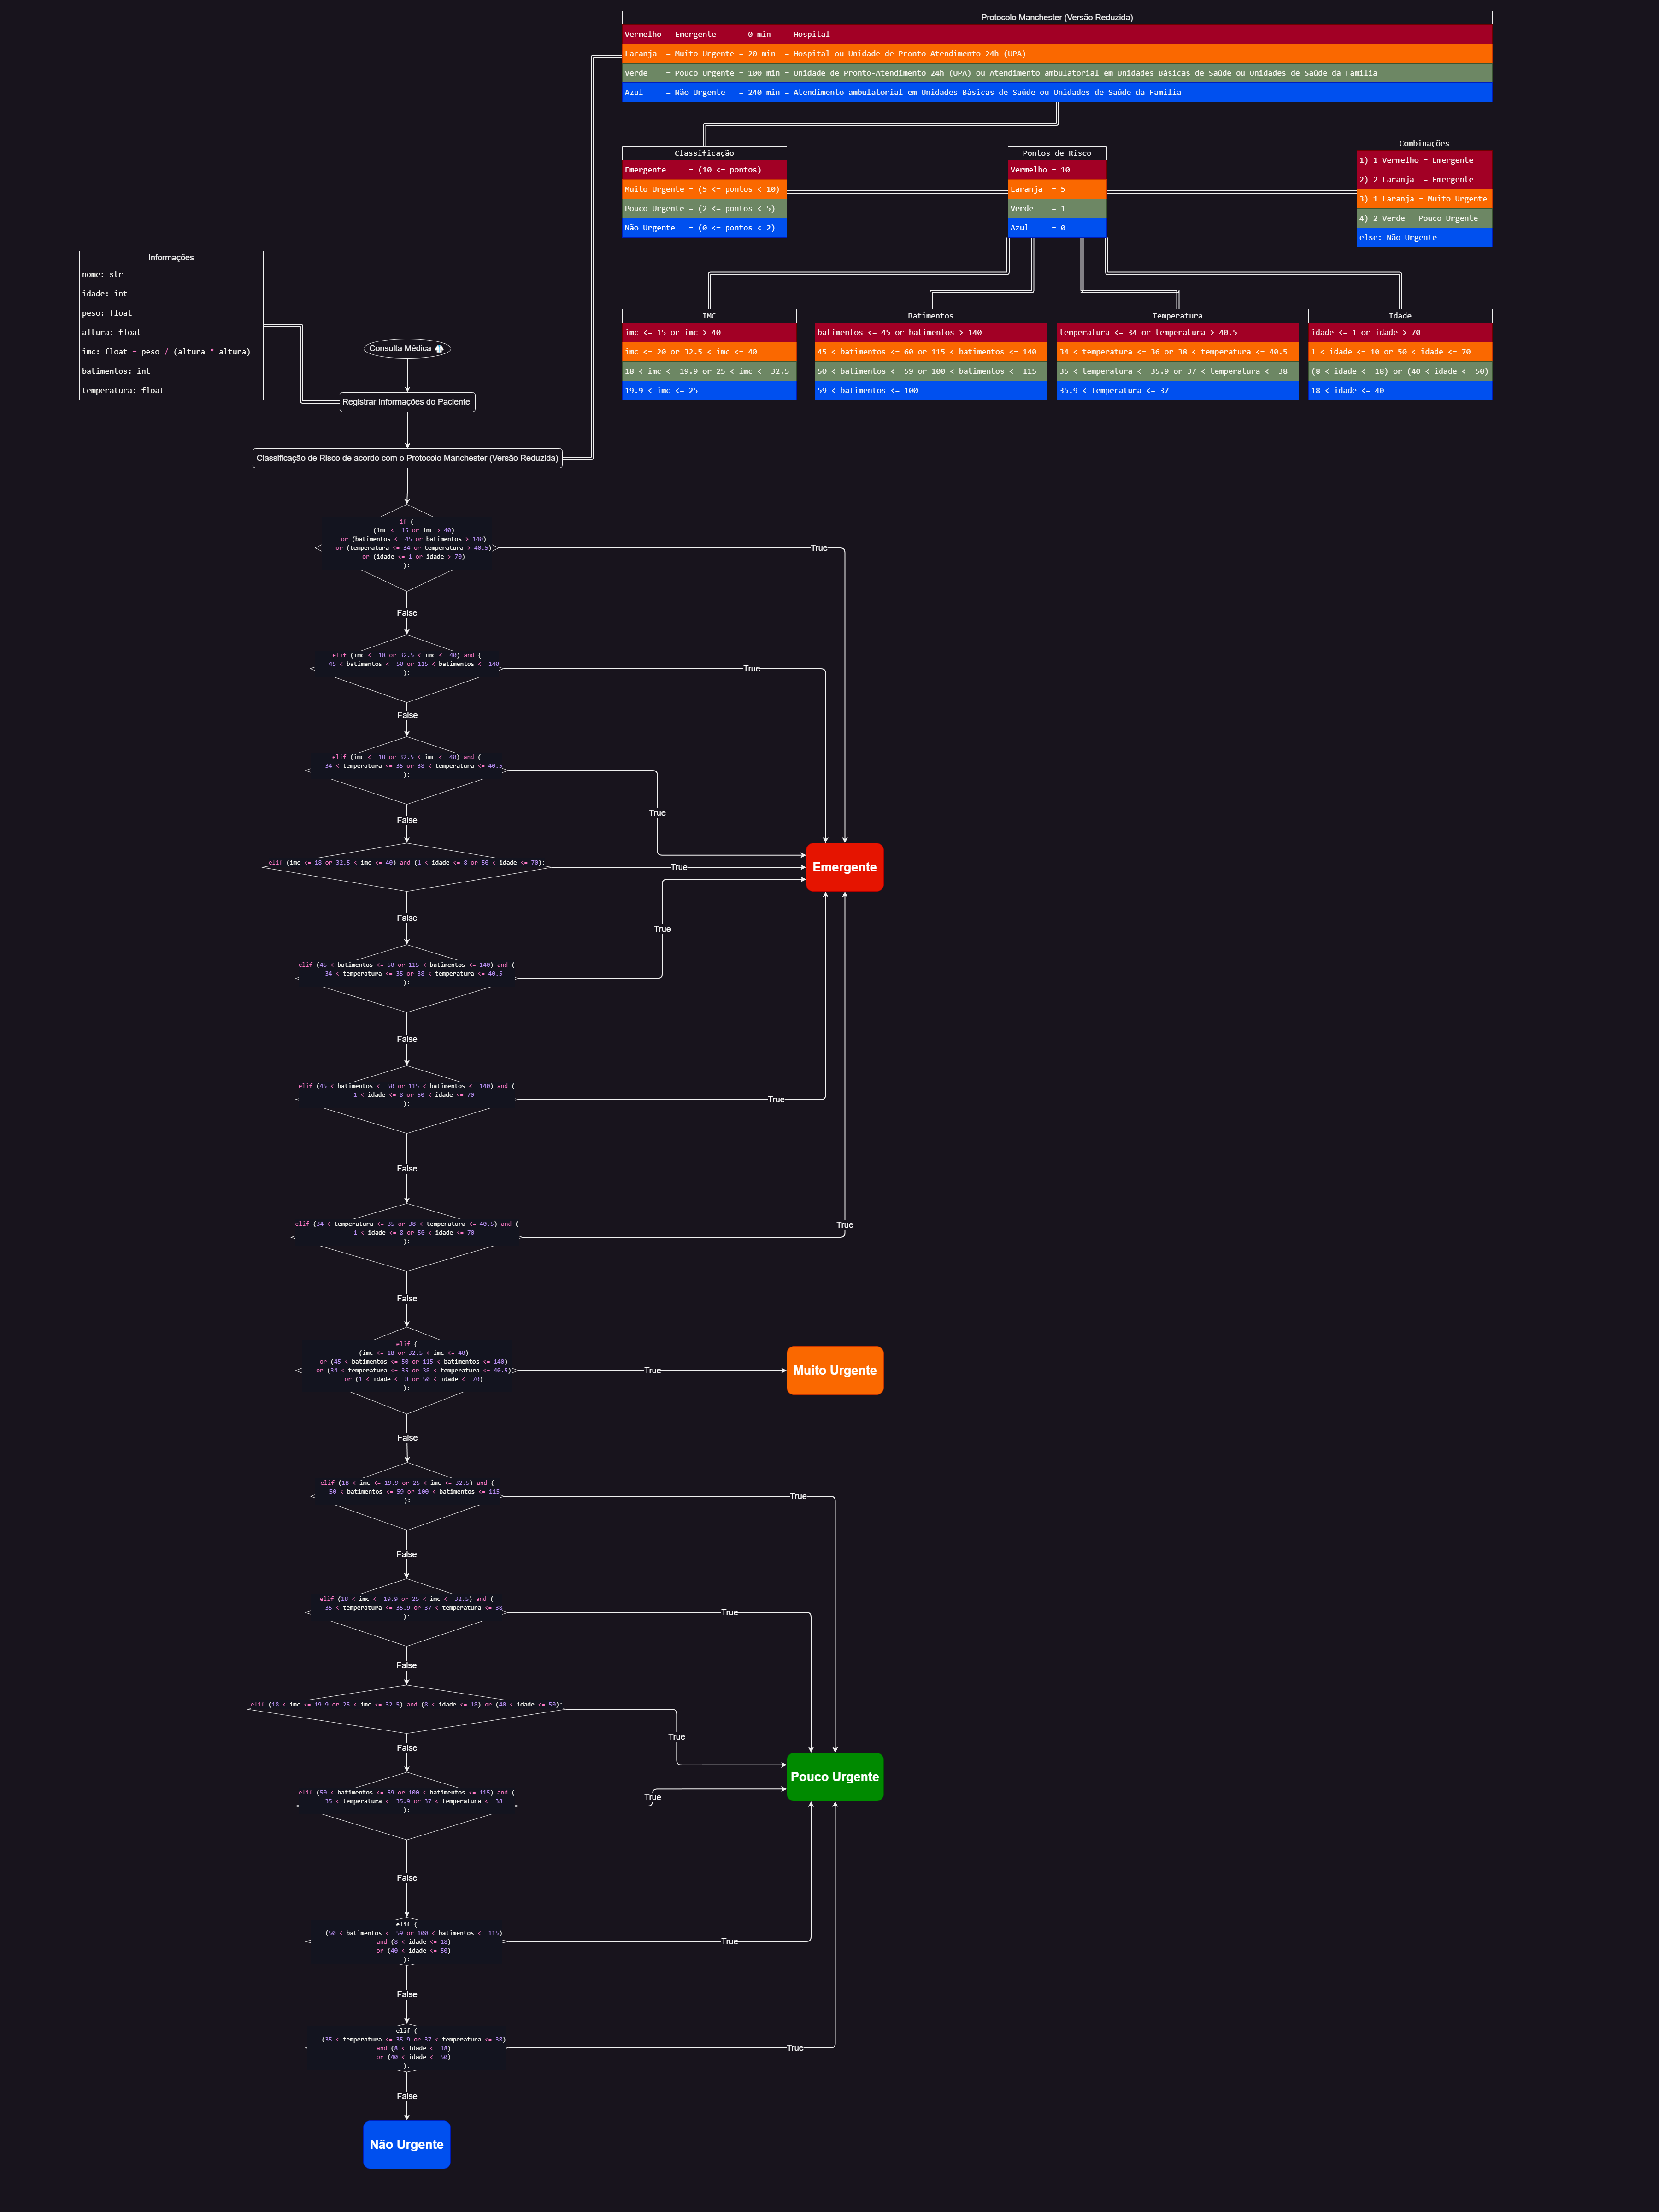 Protocolo Manchester (Versão Reduzida)
Vermelho = Emergente = 0 min = Hospital
Laranja = Muito Urgente = 20 min = Hospital ou Unidade de Pronto-Atendimento 24h (UPA)
Verde = Pouco Urgente = 100 min = Unidade de Pronto-Atendimento 24h (UPA) ou Atendimento ambulatorial em Unidades Básicas de Saúde ou Unidades de Saúde da Família
Azul = Não Urgente = 240 min = Atendimento ambulatorial em Unidades Básicas de Saúde ou Unidades de Saúde da Família
Classificação
Emergente = (10 <= pontos)
Muito Urgente = (5 <= pontos < 10)
Pouco Urgente = (2 <= pontos < 5)
Não Urgente = (0 <= pontos < 2)
Pontos de Risco
Vermelho = 10
Laranja = 5
Verde = 1
Azul = 0
Combinações
1) 1 Vermelho = Emergente
2) 2 Laranja = Emergente
3) 1 Laranja = Muito Urgente
4) 2 Verde = Pouco Urgente
else: Não Urgente
Informações
nome: str
idade: int
peso: float
altura: float
imc: float = peso / (altura * altura)
batimentos: int
temperatura: float
IMC
imc <= 15 or imc > 40
imc <= 20 or 32.5 < imc <= 40
18 < imc <= 19.9 or 25 < imc <= 32.5
19.9 < imc <= 25
Batimentos
batimentos <= 45 or batimentos > 140
45 < batimentos <= 60 or 115 < batimentos <= 140
50 < batimentos <= 59 or 100 < batimentos <= 115
59 < batimentos <= 100
Temperatura
temperatura <= 34 or temperatura > 40.5
34 < temperatura <= 36 or 38 < temperatura <= 40.5
35 < temperatura <= 35.9 or 37 < temperatura <= 38
35.9 < temperatura <= 37
Idade
idade <= 1 or idade > 70
1 < idade <= 10 or 50 < idade <= 70
(8 < idade <= 18) or (40 < idade <= 50)
18 < idade <= 40
Consulta Médica
Registrar Informações do Paciente
Classificação de Risco de acordo com o Protocolo Manchester (Versão Reduzida)
if (
(imc <= 15 or imc > 40)
or (batimentos <= 45 or batimentos > 140)
or (temperatura <= 34 or temperatura > 40.5)
or (idade <= 1 or idade > 70)
):
True
False
elif (imc <= 18 or 32.5 < imc <= 40) and (
45 < batimentos <= 50 or 115 < batimentos <= 140
):
True
False
elif (imc <= 18 or 32.5 < imc <= 40) and (
34 < temperatura <= 35 or 38 < temperatura <= 40.5
):
True
False
elif (imc <= 18 or 32.5 < imc <= 40) and (1 < idade <= 8 or 50 < idade <= 70):
True
Emergente
False
elif (45 < batimentos <= 50 or 115 < batimentos <= 140) and (
34 < temperatura <= 35 or 38 < temperatura <= 40.5
):
True
False
elif (45 < batimentos <= 50 or 115 < batimentos <= 140) and (
1 < idade <= 8 or 50 < idade <= 70
):
True
False
elif (34 < temperatura <= 35 or 38 < temperatura <= 40.5) and (
1 < idade <= 8 or 50 < idade <= 70
):
True
False
elif (
(imc <= 18 or 32.5 < imc <= 40)
or (45 < batimentos <= 50 or 115 < batimentos <= 140)
or (34 < temperatura <= 35 or 38 < temperatura <= 40.5)
or (1 < idade <= 8 or 50 < idade <= 70)
):
True
Muito Urgente
False
elif (18 < imc <= 19.9 or 25 < imc <= 32.5) and (
50 < batimentos <= 59 or 100 < batimentos <= 115
):
True
False
elif (18 < imc <= 19.9 or 25 < imc <= 32.5) and (
35 < temperatura <= 35.9 or 37 < temperatura <= 38
):
True
False
elif (18 < imc <= 19.9 or 25 < imc <= 32.5) and (8 < idade <= 18) or (40 < idade <= 50):
True
False
Pouco Urgente
elif (50 < batimentos <= 59 or 100 < batimentos <= 115) and (
35 < temperatura <= 35.9 or 37 < temperatura <= 38
):
True
False
elif (
(50 < batimentos <= 59 or 100 < batimentos <= 115)
and (8 < idade <= 18)
or (40 < idade <= 50)
):
True
False
elif (
(35 < temperatura <= 35.9 or 37 < temperatura <= 38)
and (8 < idade <= 18)
or (40 < idade <= 50)
):
True
False
Não Urgente